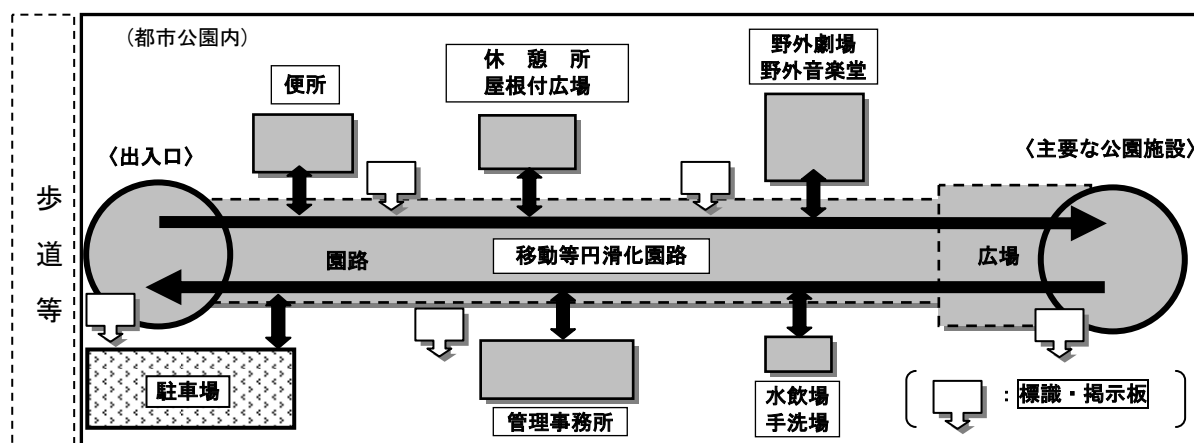 (都市公園内)
便所
休 憩 所
屋根付広場
野外劇場
野外音楽堂
〈出入口〉
〈主要な公園施設〉
歩道等
園路
移動等円滑化園路
広場
駐車場
管理事務所
水飲場
手洗場
:標識・掲示板